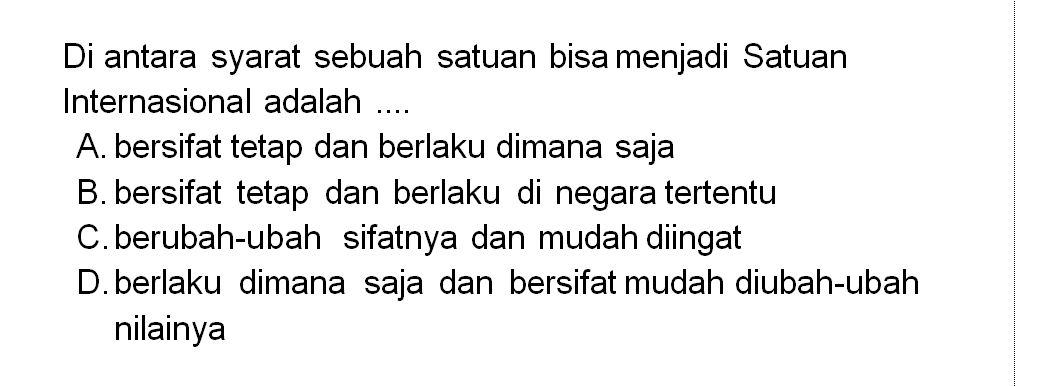 Di antara syarat sebuah satuan bisa menjadi Satuan
Internasional adalah ....
A. bersifat tetap dan berlaku dimana saja
B. bersifat tetap dan berlaku di negara tertentu
C. berubah-ubah sifatnya dan mudah diingat
D. berlaku dimana saja dan bersifat mudah diubah-ubah
nilainya